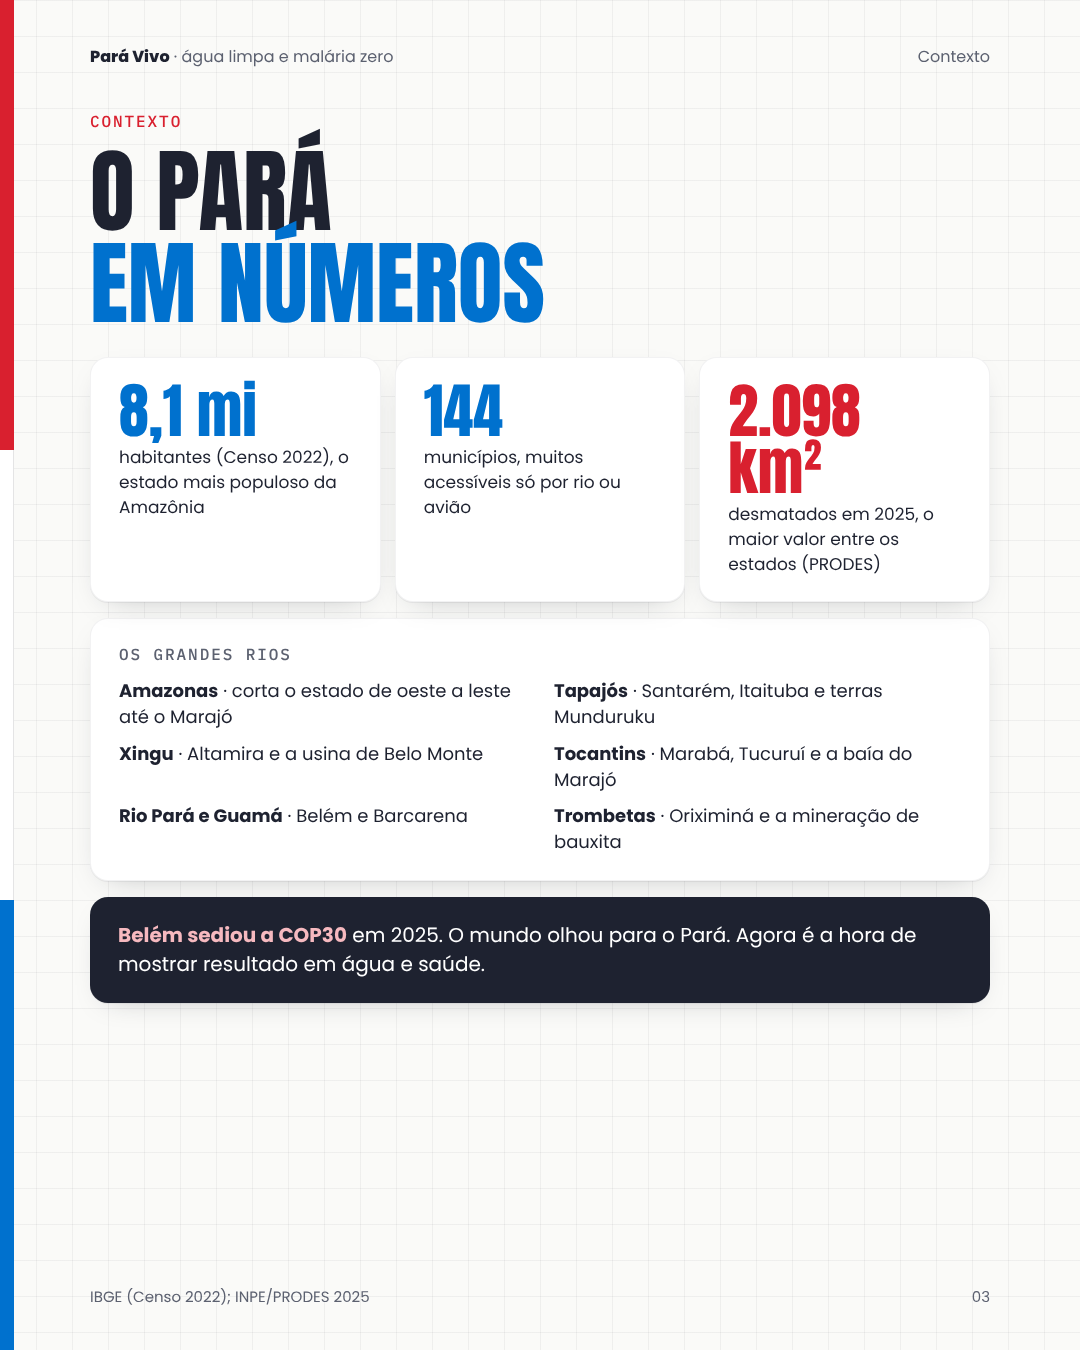 Pará Vivo · água limpa e malária zero
Contexto
CONTEXTO
O PARÁ
EM NÚMEROS
8,1 mi
habitantes (Censo 2022), o
estado mais populoso da
Amazônia
144
municípios, muitos
acessíveis só por rio ou
avião
2.098
km²
desmatados em 2025, o
maior valor entre os
estados (PRODES)
OS GRANDES RIOS
Amazonas · corta o estado de oeste a leste
até o Marajó
Tapajós · Santarém, Itaituba e terras
Munduruku
Xingu · Altamira e a usina de Belo Monte
Tocantins · Marabá, Tucuruí e a baía do
Marajó
Rio Pará e Guamá · Belém e Barcarena
Trombetas · Oriximiná e a mineração de
bauxita
Belém sediou a COP30 em 2025. O mundo olhou para o Pará. Agora é a hora de
mostrar resultado em água e saúde.
IBGE (Censo 2022); INPE/PRODES 2025
03